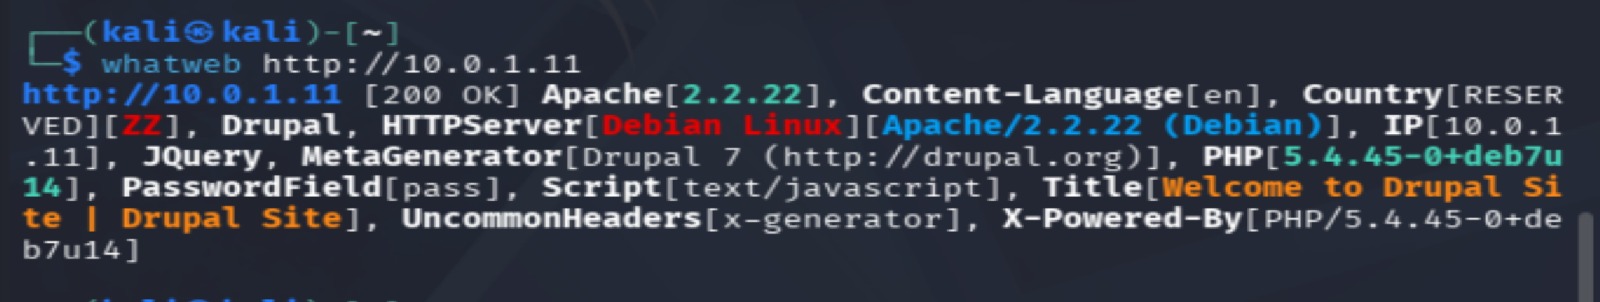 ┌──(kali㉿kali)-[~]
└─$ whatweb http://10.0.1.11
http://10.0.1.11 [200 OK] Apache[2.2.22], Content-Language[en], Country[RESER
VED][ZZ], Drupal, HTTPServer[Debian Linux][Apache/2.2.22 (Debian)], IP[10.0.1
.11], JQuery, MetaGenerator[Drupal 7 (http://drupal.org)], PHP[5.4.45-0+deb7u
14], PasswordField[pass], Script[text/javascript], Title[Welcome to Drupal Si
te | Drupal Site], UncommonHeaders[x-generator], X-Powered-By[PHP/5.4.45-0+de
b7u14]